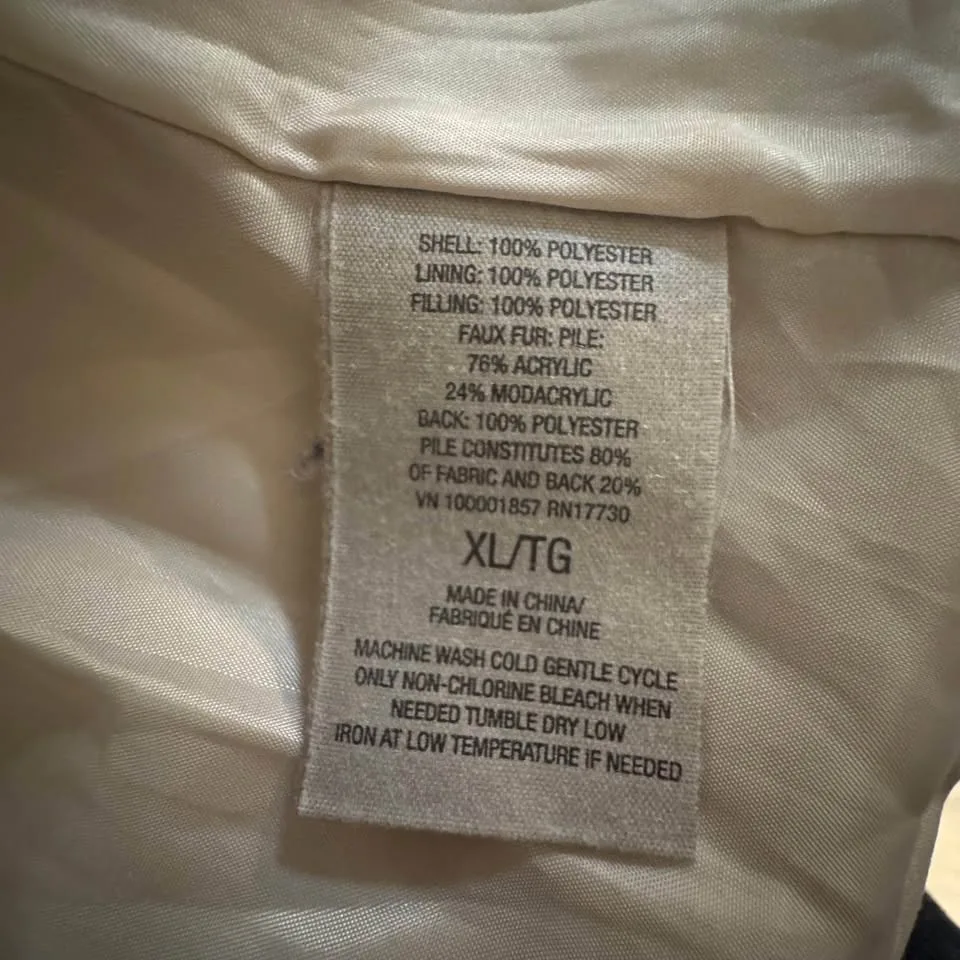 SHELL: 100% POLYESTER
LINING: 100% POLYESTER
FILLING: 100% POLYESTER
FAUX FUR: PILE:
76% ACRYLIC
24% MODACRYLIC
BACK: 100% POLYESTER
PILE CONSTITUTES 80%
OF FABRIC AND BACK 20%
VN 100001857 RN17730
XL/TG
MADE IN CHINA/
FABRIQUÉ EN CHINE
MACHINE WASH COLD GENTLE CYCLE
ONLY NON-CHLORINE BLEACH WHEN
NEEDED TUMBLE DRY LOW
IRON AT LOW TEMPERATURE IF NEEDED